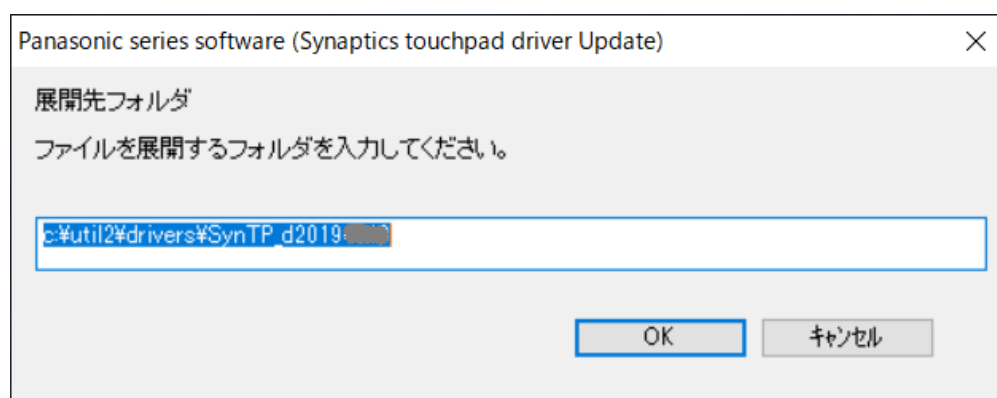 Panasonic series software (Synaptics touchpad driver Update)
展開先フォルダ
ファイルを展開するフォルダを入力してください。
c:¥util2¥drivers¥SynTP_d2019
OK
キャンセル